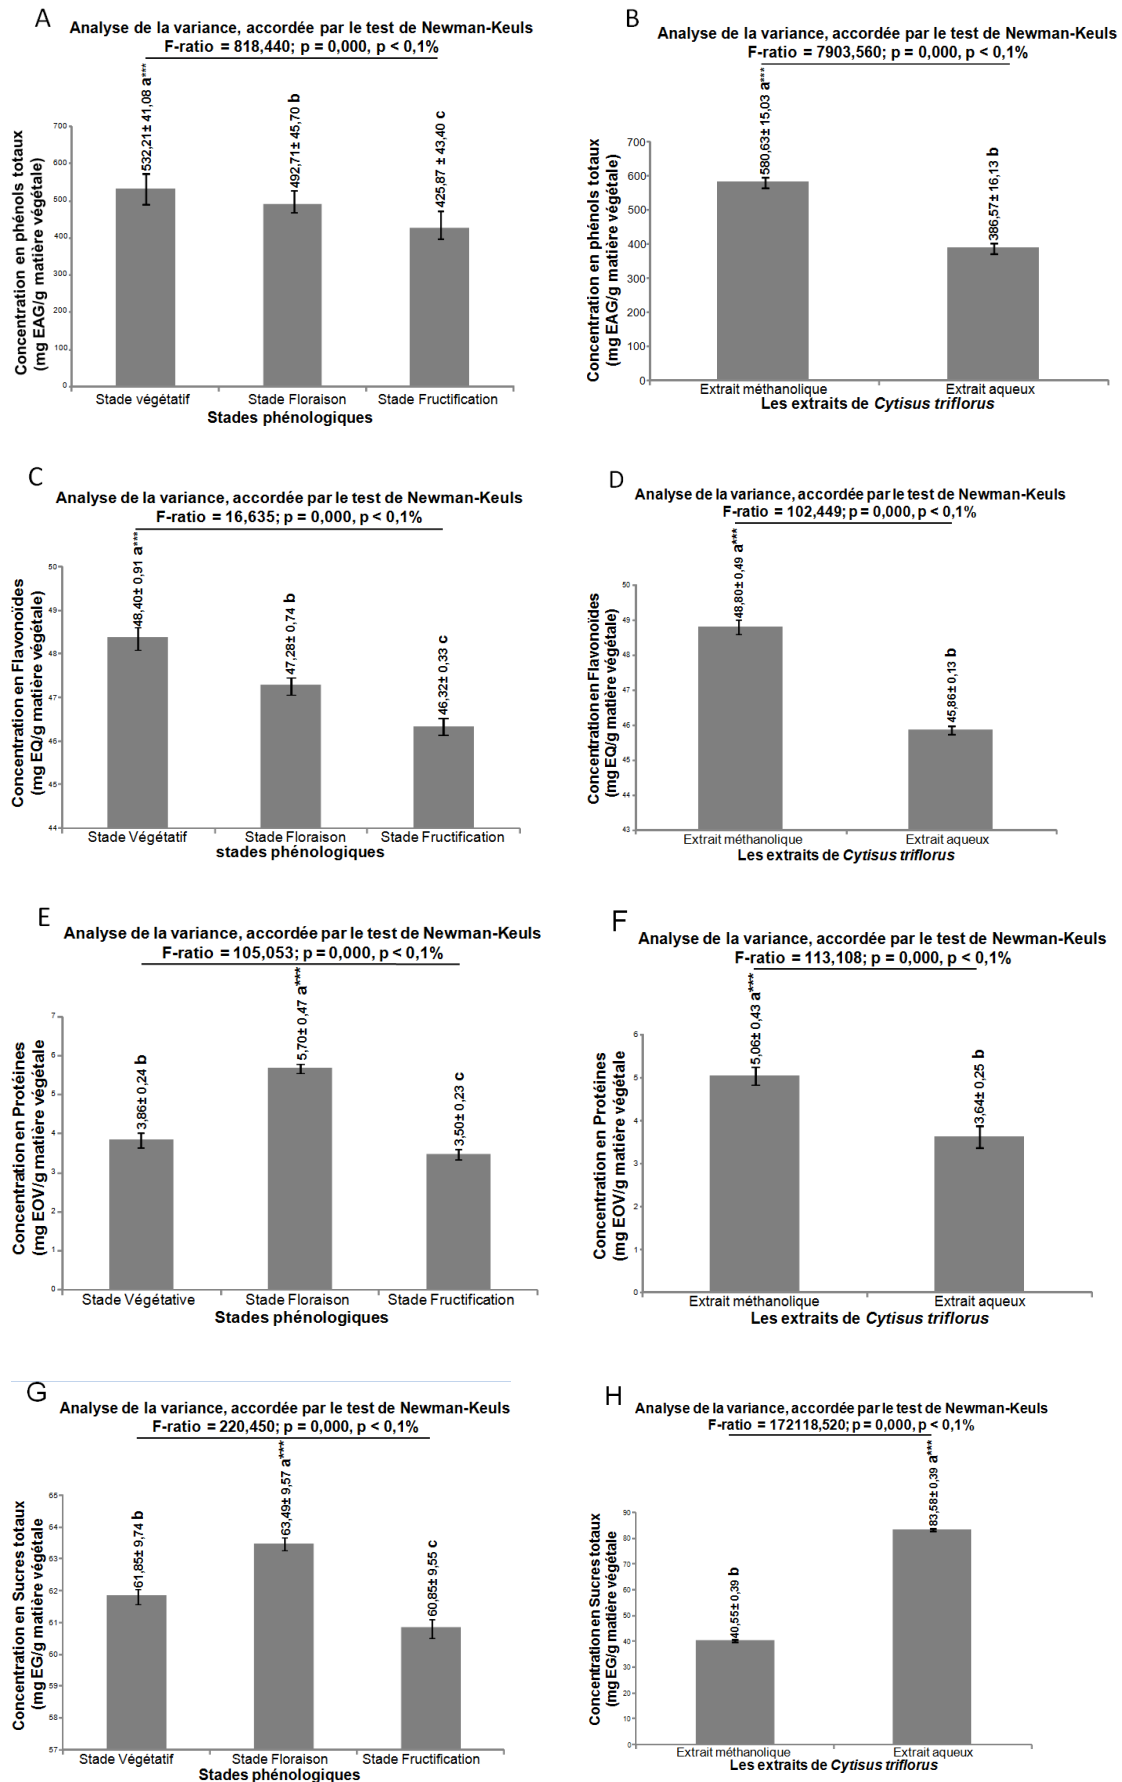 A
Analyse de la variance, accordée par le test de Newman-Keuls
F-ratio = 818,440; p = 0,000, p < 0,1%
Concentration en phénols totaux
(mg EAG/g matière végétale)
700
600
500
400
300
200
100
0
532,21± 41,08 a***
492,71± 45,70 b
425,87 ± 43,40 c
Stade végétatif
Stade Floraison
Stade Fructification
Stades phénologiques
B
Analyse de la variance, accordée par le test de Newman-Keuls
F-ratio = 7903,560; p = 0,000, p < 0,1%
Concentration en phénols totaux
(mg EAG/g matière végétale)
700
600
500
400
300
200
100
0
580,63± 15,03 a***
386,57± 16,13 b
Extrait méthanolique
Extrait aqueux
Les extraits de Cytisus triflorus
C
Analyse de la variance, accordée par le test de Newman-Keuls
F-ratio = 16,635; p = 0,000, p < 0,1%
Concentration en Flavonoïdes
(mg EQ/g matière végétale)
50
49
48
47
46
45
44
48,40± 0,91 a***
47,28± 0,74 b
46,32± 0,33 c
Stade Végétatif
Stade Floraison
Stade Fructification
stades phénologiques
D
Analyse de la variance, accordée par le test de Newman-Keuls
F-ratio = 102,449; p = 0,000, p < 0,1%
Concentration en Flavonoïdes
(mg EQ/g matière végétale)
50
49
48
47
46
45
44
43
48,80± 0,49 a***
45,86± 0,13 b
Extrait méthanolique
Extrait aqueux
Les extraits de Cytisus triflorus
E
Analyse de la variance, accordée par le test de Newman-Keuls
F-ratio = 105,053; p = 0,000, p < 0,1%
Concentration en Protéines
(mg EOV/g matière végétale)
7
6
5
4
3
2
1
0
3,86± 0,24 b
5,70± 0,47 a***
3,50± 0,23 c
Stade Végétative
Stade Floraison
Stade Fructification
Stades phénologiques
F
Analyse de la variance, accordée par le test de Newman-Keuls
F-ratio = 113,108; p = 0,000, p < 0,1%
Concentration en Protéines
(mg EOV/g matière végétale
6
5
4
3
2
1
0
5,06± 0,43 a***
3,64± 0,25 b
Extrait méthanolique
Extrait aqueux
Les extraits de Cytisus triflorus
G
Analyse de la variance, accordée par le test de Newman-Keuls
F-ratio = 220,450; p = 0,000, p < 0,1%
Concentration en Sucres totaux
(mg EG/g matière végétale
65
64
63
62
61
60
59
58
57
61,85± 9,74 b
63,49± 9,57 a***
60,85± 9,55 c
Stade Végétatif
Stade Floraison
Stade Fructification
Stades phénologiques
H
Analyse de la variance, accordée par le test de Newman-Keuls
F-ratio = 172118,520; p = 0,000, p < 0,1%
Concentration en Sucres totaux
(mg EG/g matière végétale
90
80
70
60
50
40
30
20
10
0
40,55± 0,39 b
83,58± 0,39 a***
Extrait méthanolique
Extrait aqueux
Les extraits de Cytisus triflorus